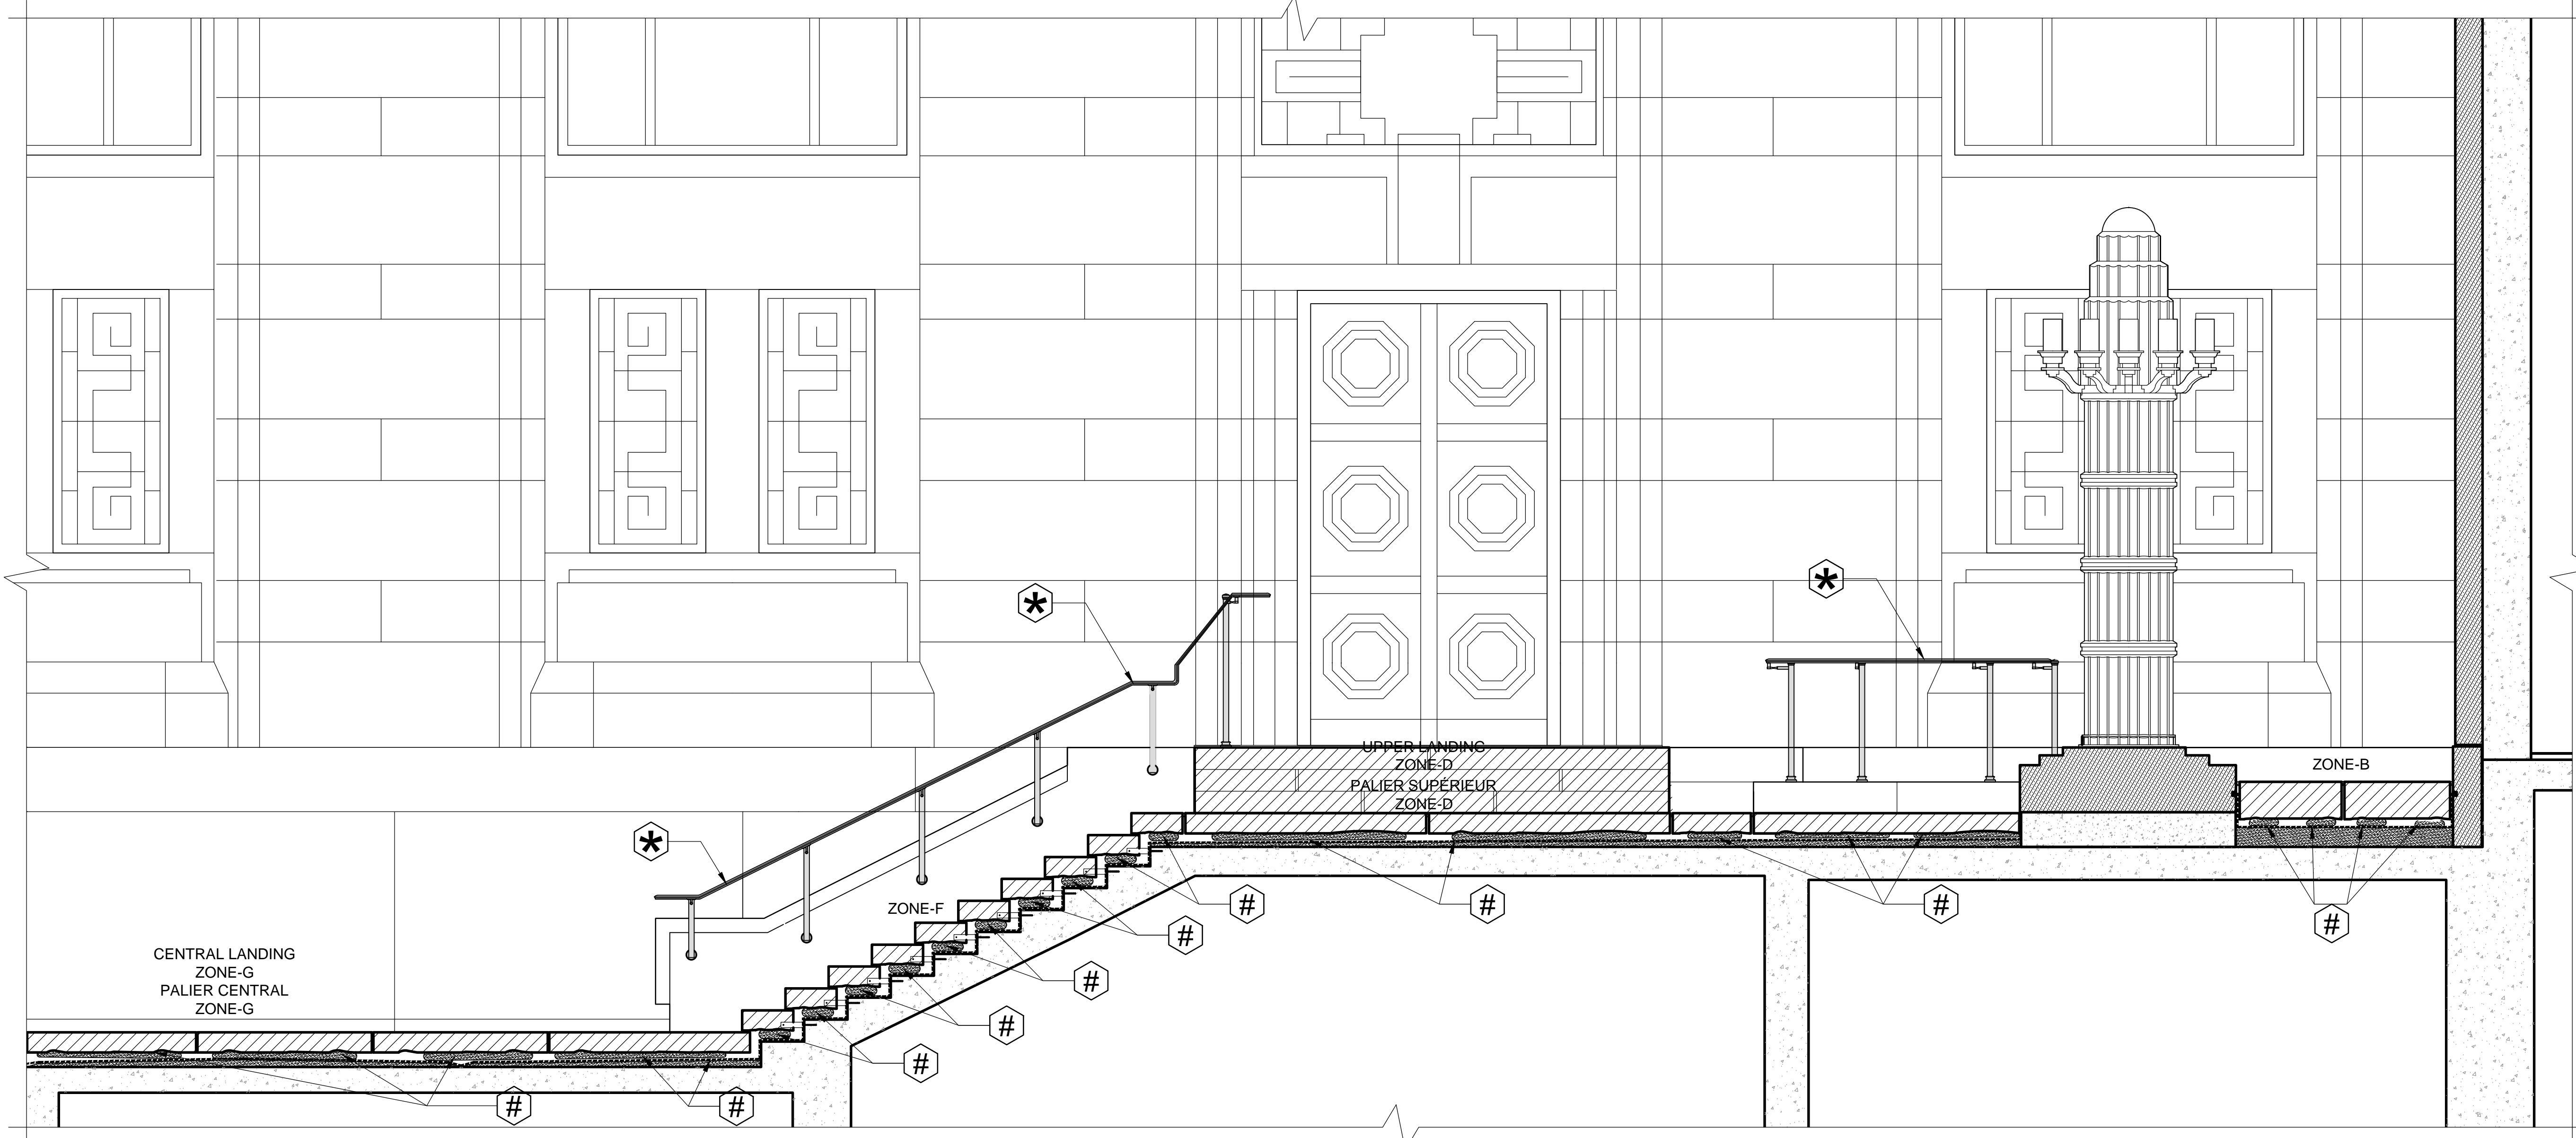 *
*
*
UPPER LANDING
ZONE-D
PALIER SUPÉRIEUR
ZONE-D
ZONE-B
ZONE-F
CENTRAL LANDING
ZONE-G
PALIER CENTRAL
ZONE-G
#
#
#
#
#
#
#
#
#
#